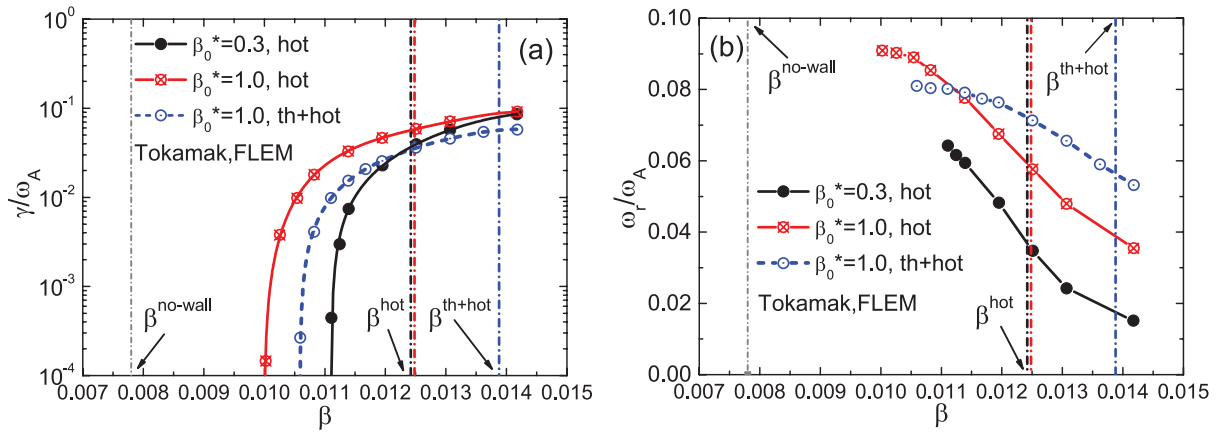 10^0
10^-1
10^-2
10^-3
10^-4
γ/ω_A
(a)
β_0*=0.3, hot
β_0*=1.0, hot
β_0*=1.0, th+hot
Tokamak,FLEM
β^no-wall
β^hot
β^th+hot
0.007 0.008 0.009 0.010 0.011 0.012 0.013 0.014 0.015
β
0.10
0.08
0.06
0.04
0.02
0.00
ω_r/ω_A
(b)
β^no-wall
β^th+hot
β_0*=0.3, hot
β_0*=1.0, hot
β_0*=1.0, th+hot
Tokamak,FLEM
β^hot
0.007 0.008 0.009 0.010 0.011 0.012 0.013 0.014 0.015
β